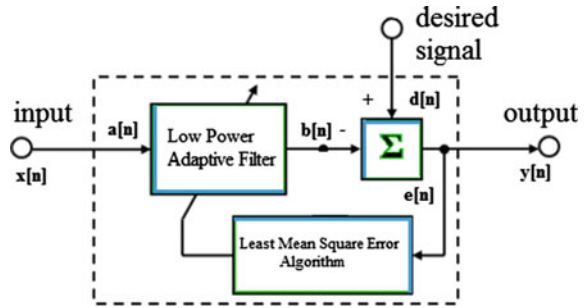 desired
signal
input
output
+
d[n]
a[n]
Low Power
Adaptive Filter
b[n] -
Σ
x[n]
e[n]
y[n]
Least Mean Square Error
Algorithm